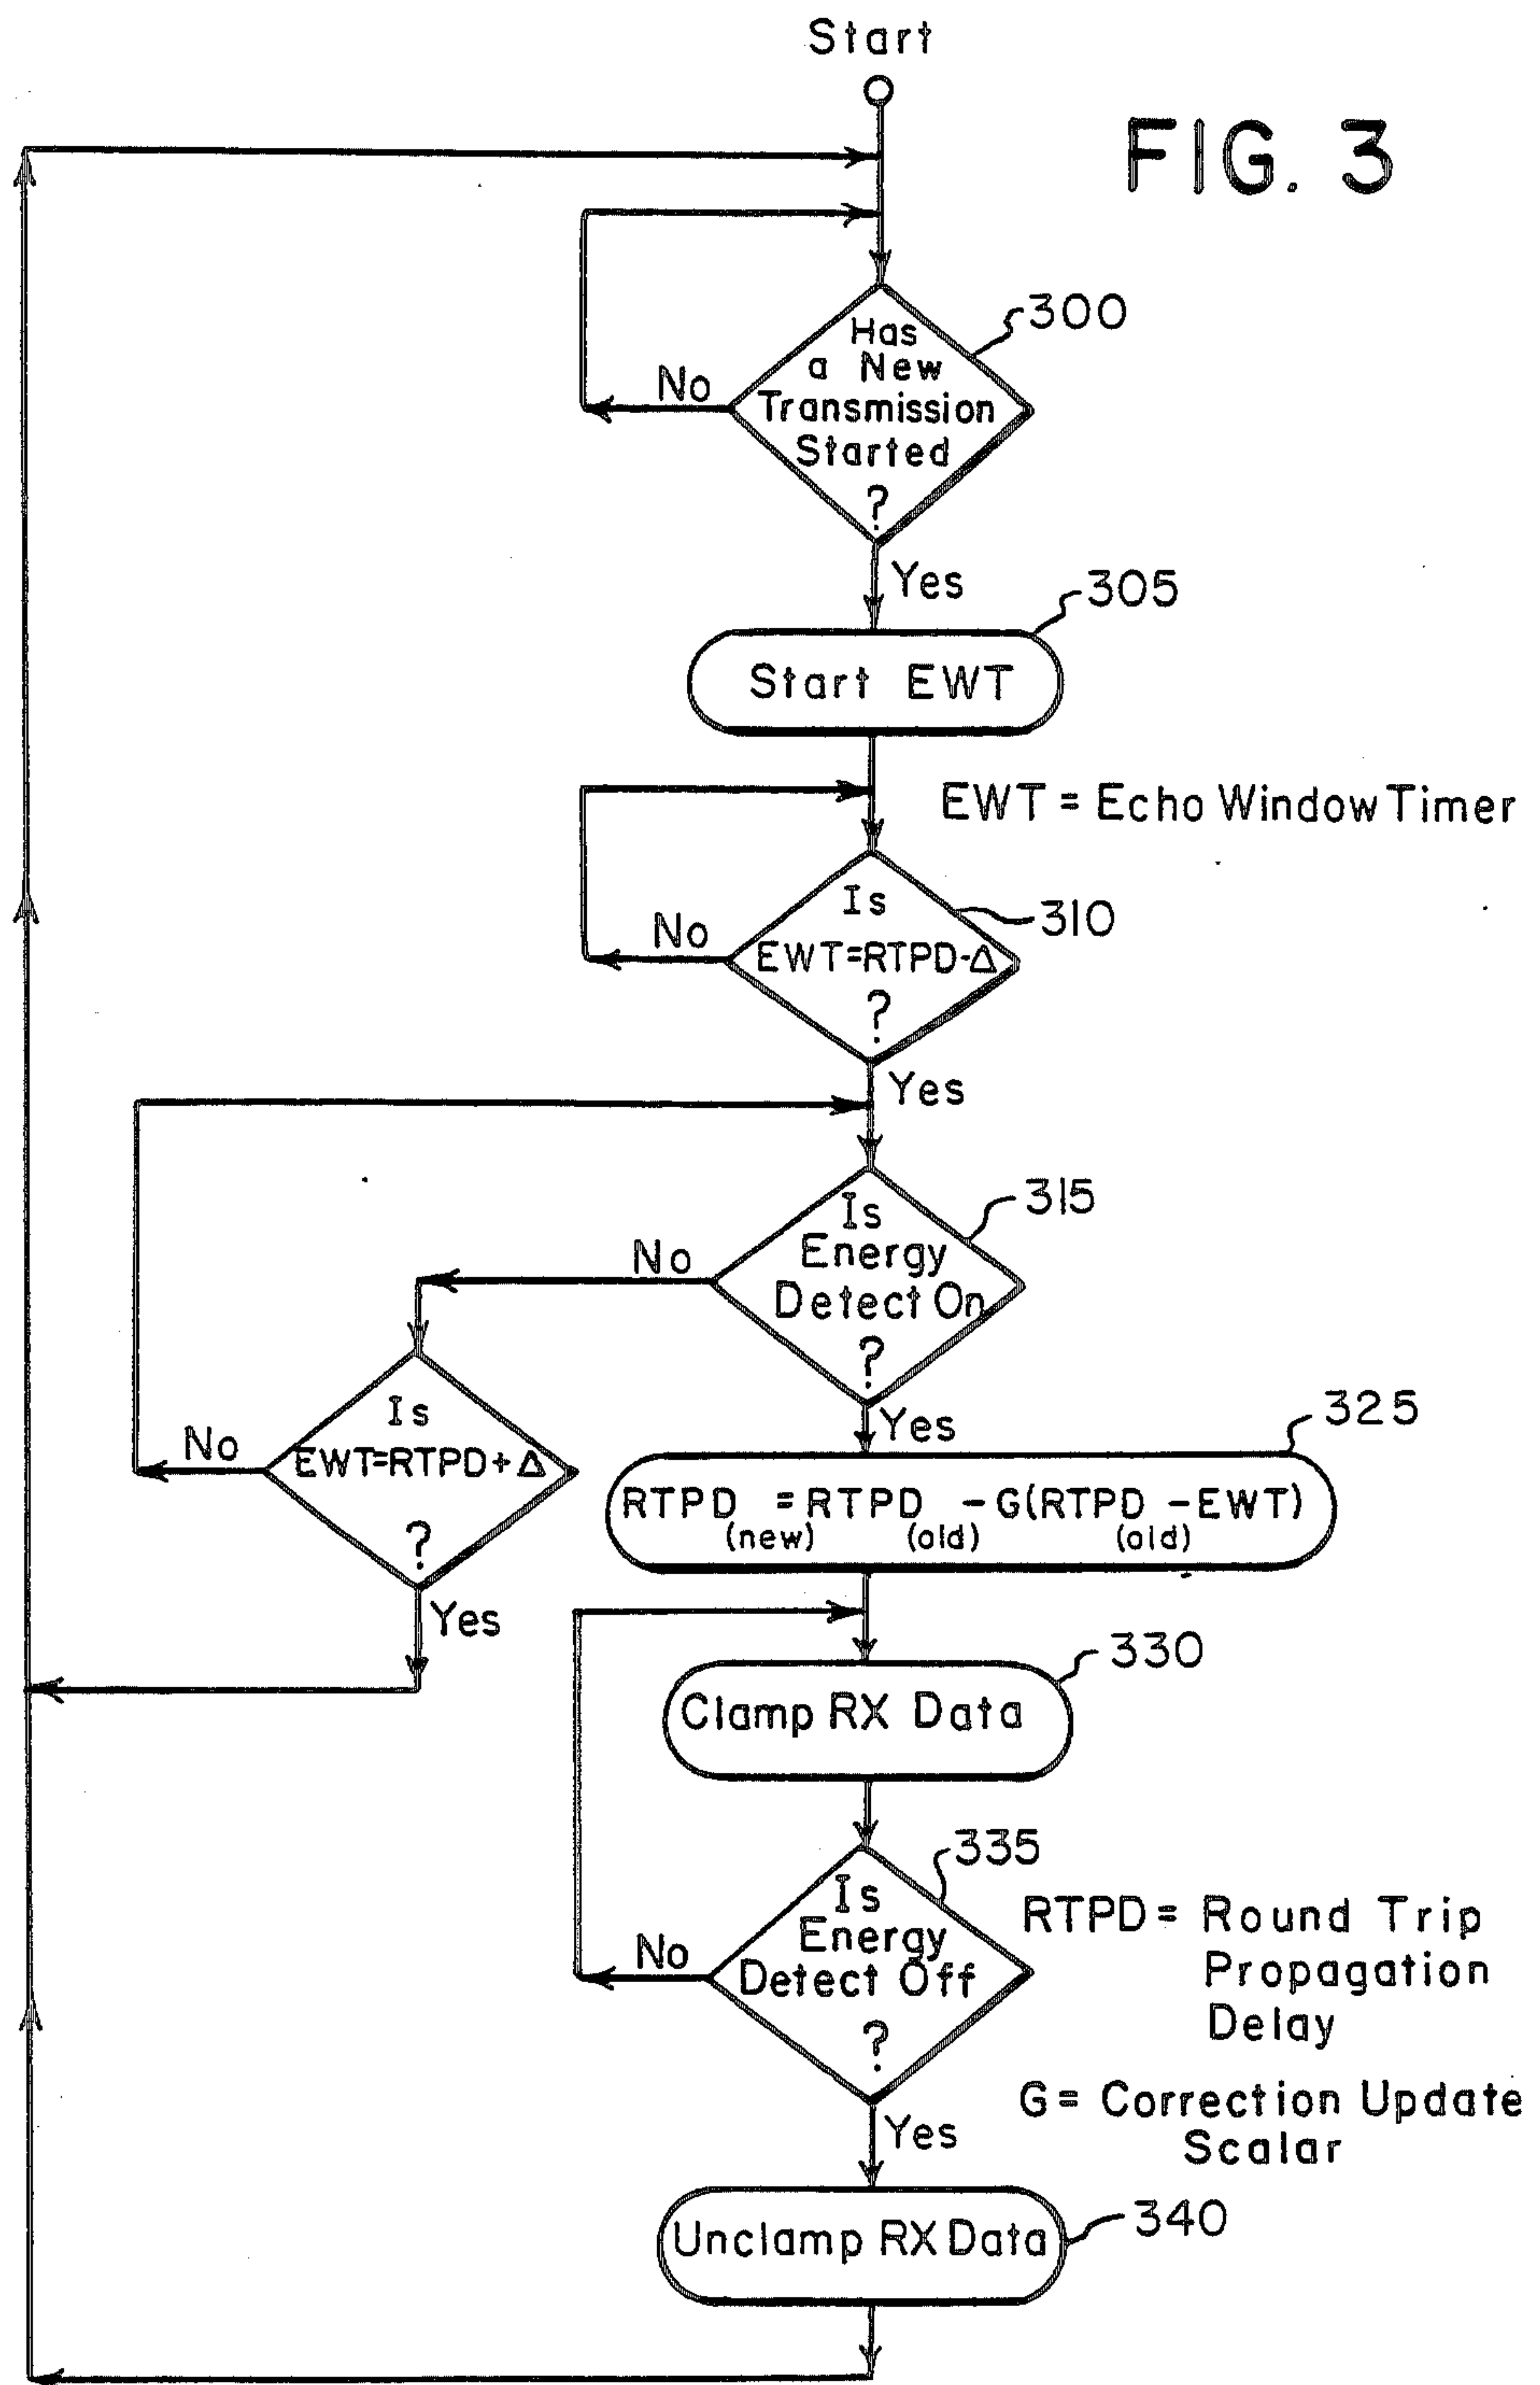 Start
FIG. 3
300
Has
a New
Transmission
Started
?
No
Yes
305
Start EWT
EWT = Echo Window Timer
310
Is
EWT=RTPD-Δ
?
No
Yes
315
Is
Energy
Detect On
?
No
Yes
Is
EWT=RTPD+Δ
?
No
Yes
325
RTPD(new) = RTPD(old) - G(RTPD(old) - EWT)
330
Clamp RX Data
335
Is
Energy
Detect Off
?
No
Yes
RTPD = Round Trip
Propagation
Delay
G = Correction Update
Scalar
340
Unclamp RX Data